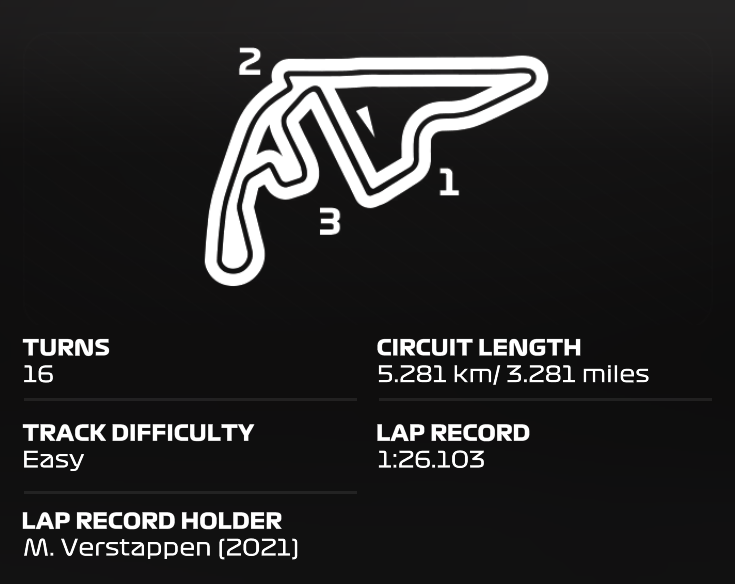 2
1
3
TURNS
16
CIRCUIT LENGTH
5.281 km/ 3.281 miles
TRACK DIFFICULTY
Easy
LAP RECORD
1:26.103
LAP RECORD HOLDER
M. Verstappen (2021)